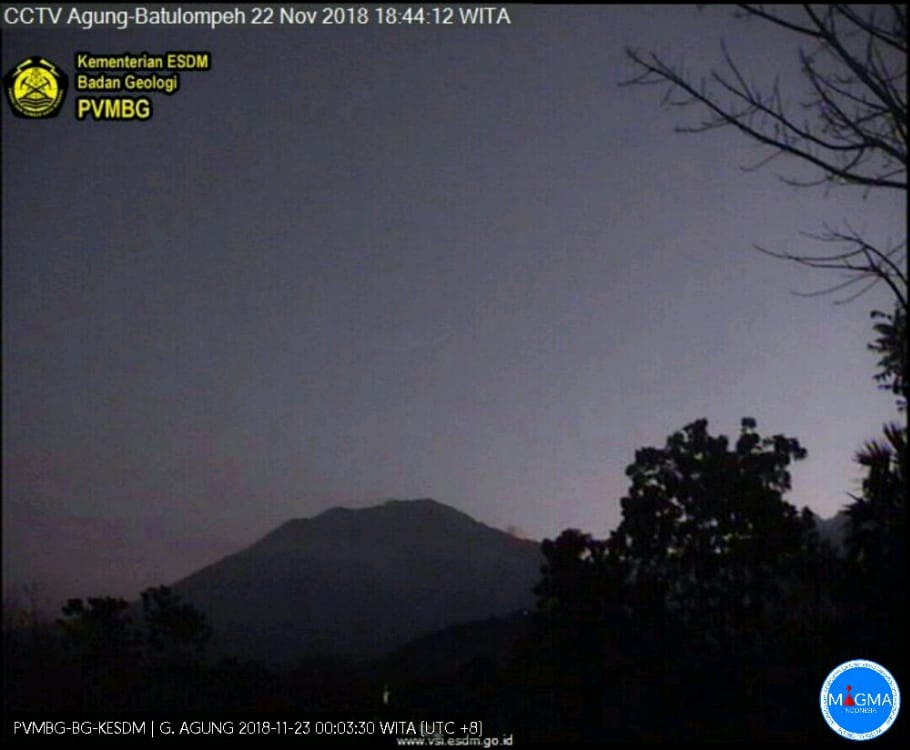 CCTV Agung-Batulompeh 22 Nov 2018 18:44:12 WITA
Kementerian ESDM
Badan Geologi
PVMBG
MAGMA
INDONESIA
PVMBG-BG-KESDM | G. AGUNG 2018-11-23 00:03:30 WITA (UTC +8)
www.vsi.esdm.go.id